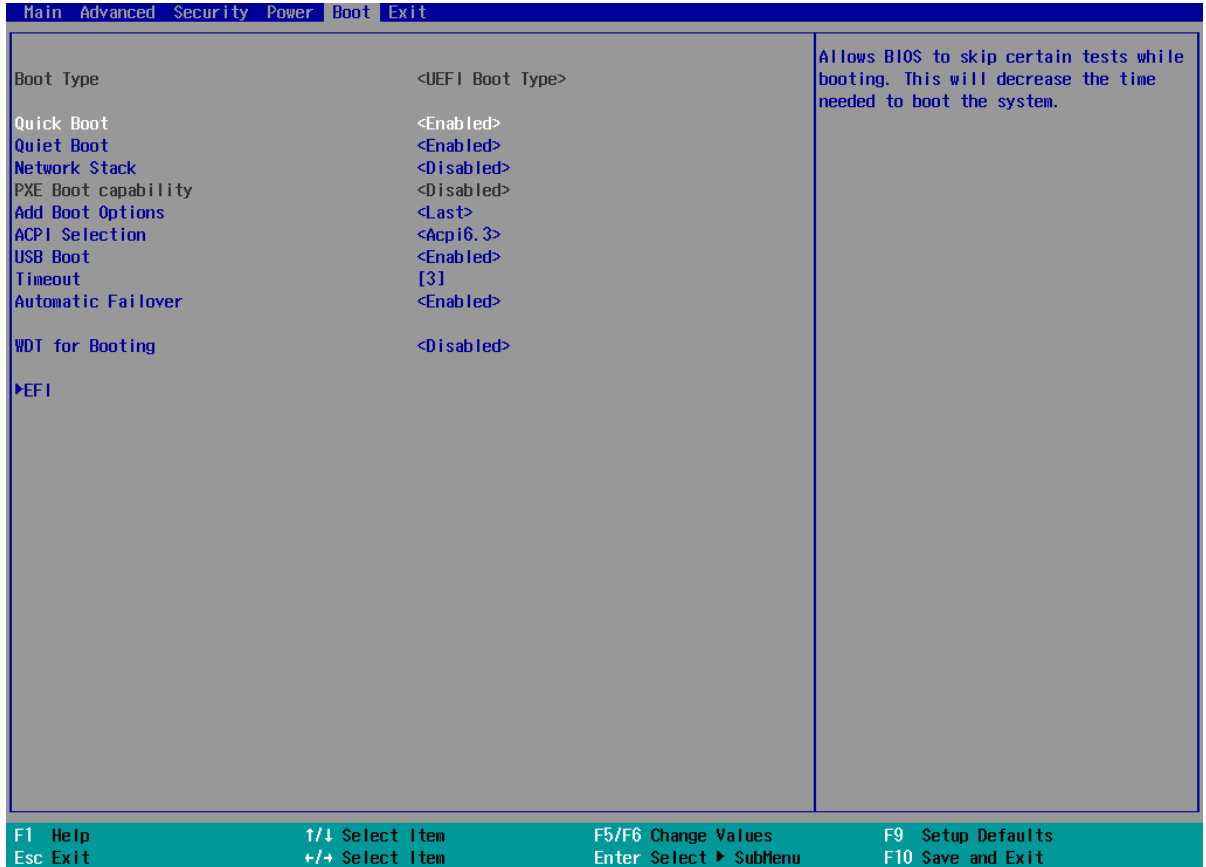 Main Advanced Security Power Boot Exit
Boot Type <UEFI Boot Type>
Quick Boot <Enabled>
Quiet Boot <Enabled>
Network Stack <Disabled>
PXE Boot capability <Disabled>
Add Boot Options <Last>
ACPI Selection <Acpi6.3>
USB Boot <Enabled>
Timeout [3]
Automatic Failover <Enabled>
WDT for Booting <Disabled>
▶EFI
Allows BIOS to skip certain tests while
booting. This will decrease the time
needed to boot the system.
F1 Help ↑/↓ Select Item F5/F6 Change Values F9 Setup Defaults
Esc Exit ←/→ Select Item Enter Select ▶ SubMenu F10 Save and Exit